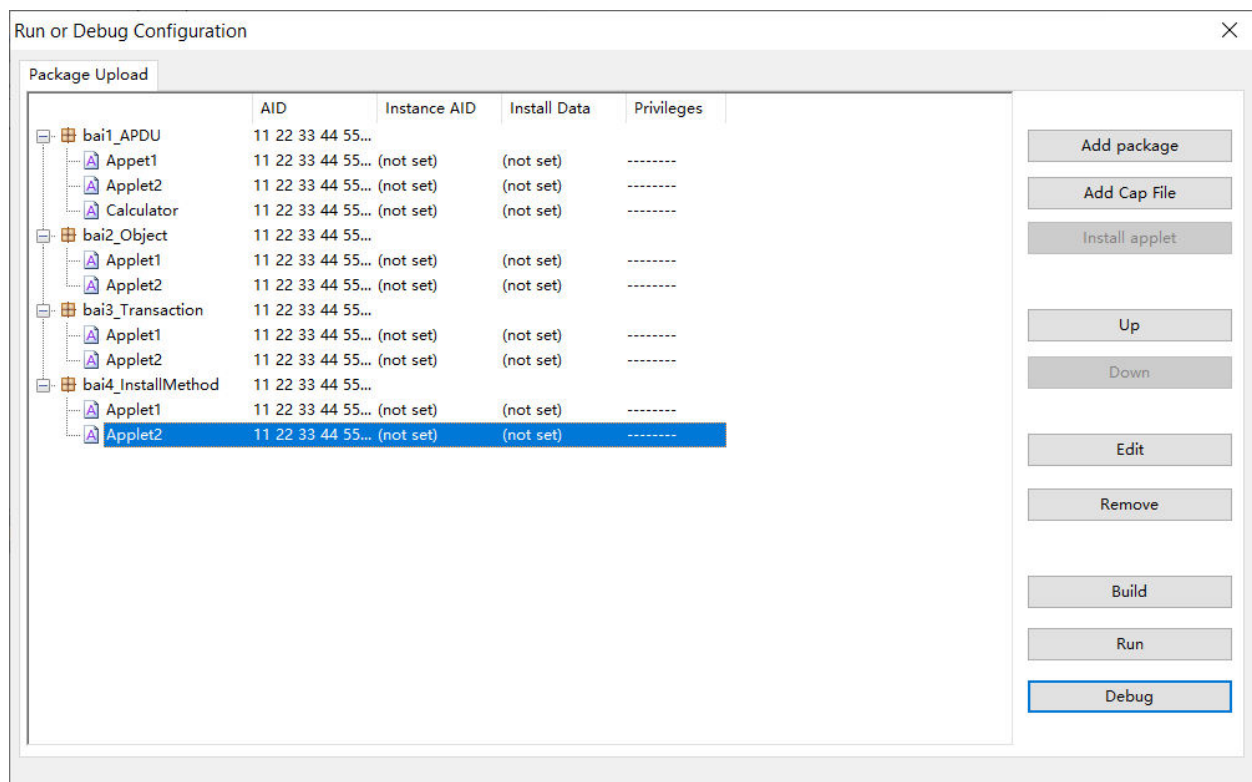 Run or Debug Configuration
Package Upload
AID Instance AID Install Data Privileges
bai1_APDU 11 22 33 44 55...
Appet1 11 22 33 44 55... (not set) (not set) --------
Applet2 11 22 33 44 55... (not set) (not set) --------
Calculator 11 22 33 44 55... (not set) (not set) --------
bai2_Object 11 22 33 44 55...
Applet1 11 22 33 44 55... (not set) (not set) --------
Applet2 11 22 33 44 55... (not set) (not set) --------
bai3_Transaction 11 22 33 44 55...
Applet1 11 22 33 44 55... (not set) (not set) --------
Applet2 11 22 33 44 55... (not set) (not set) --------
bai4_InstallMethod 11 22 33 44 55...
Applet1 11 22 33 44 55... (not set) (not set) --------
Applet2 11 22 33 44 55... (not set) (not set) --------
Add package
Add Cap File
Install applet
Up
Down
Edit
Remove
Build
Run
Debug